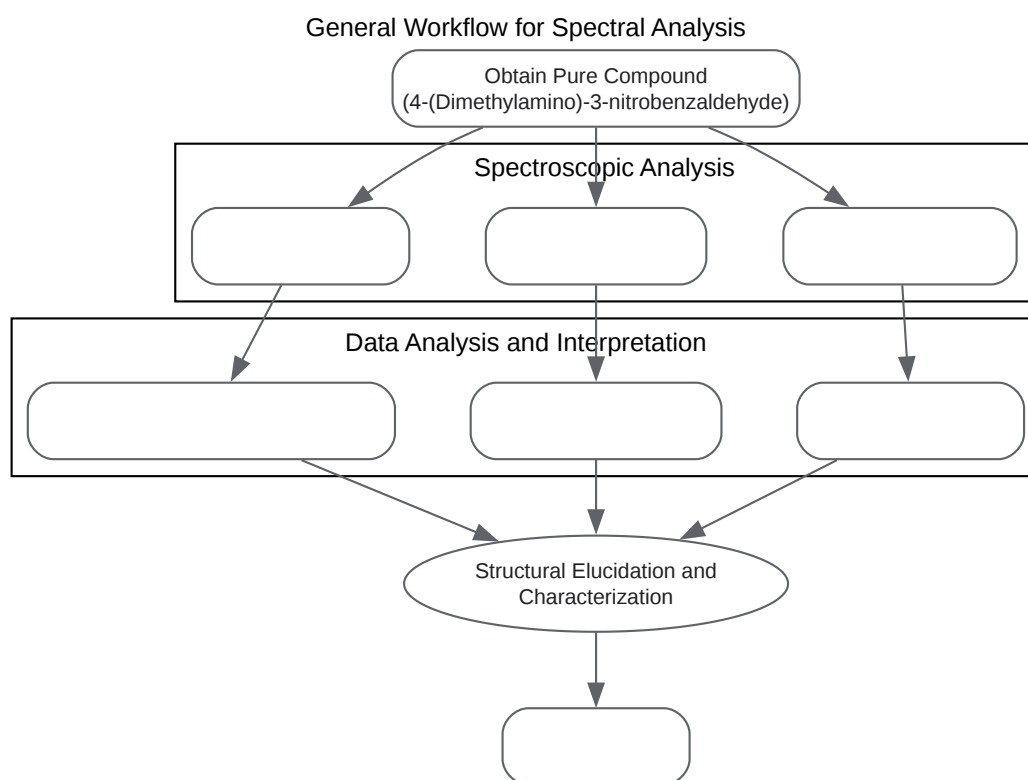 General Workflow for Spectral Analysis
Obtain Pure Compound
(4-(Dimethylamino)-3-nitrobenzaldehyde)
Spectroscopic Analysis
Data Analysis and Interpretation
Structural Elucidation and
Characterization